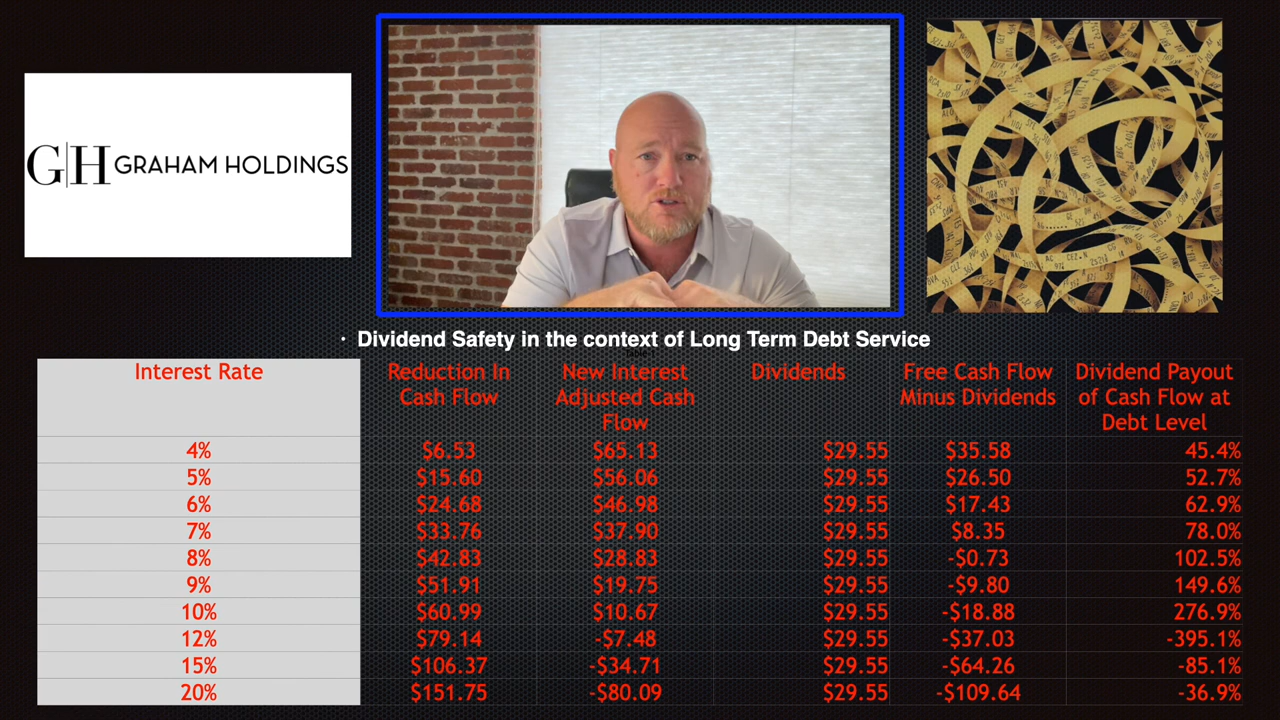 G|H GRAHAM HOLDINGS
· Dividend Safety in the context of Long Term Debt Service
Interest Rate | Reduction In Cash Flow | New Interest Adjusted Cash Flow | Dividends | Free Cash Flow Minus Dividends | Dividend Payout of Cash Flow at Debt Level
4% | $6.53 | $65.13 | $29.55 | $35.58 | 45.4%
5% | $15.60 | $56.06 | $29.55 | $26.50 | 52.7%
6% | $24.68 | $46.98 | $29.55 | $17.43 | 62.9%
7% | $33.76 | $37.90 | $29.55 | $8.35 | 78.0%
8% | $42.83 | $28.83 | $29.55 | -$0.73 | 102.5%
9% | $51.91 | $19.75 | $29.55 | -$9.80 | 149.6%
10% | $60.99 | $10.67 | $29.55 | -$18.88 | 276.9%
12% | $79.14 | -$7.48 | $29.55 | -$37.03 | -395.1%
15% | $106.37 | -$34.71 | $29.55 | -$64.26 | -85.1%
20% | $151.75 | -$80.09 | $29.55 | -$109.64 | -36.9%